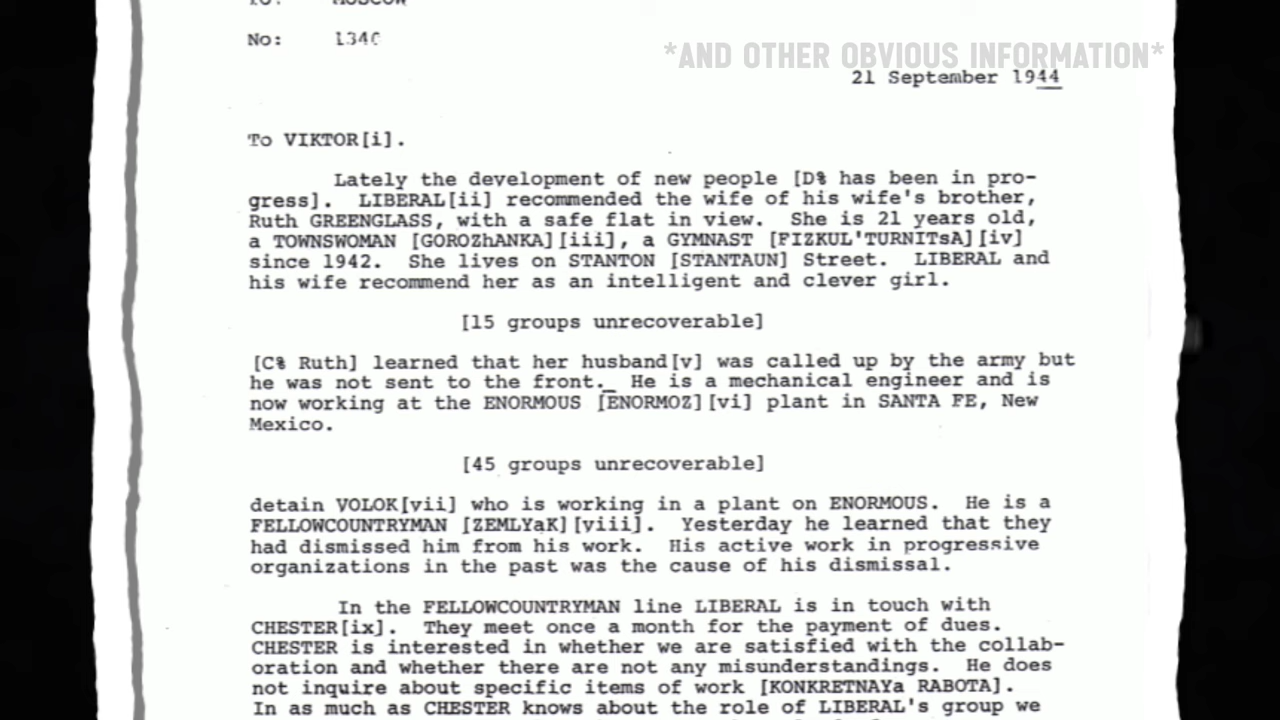 To: MOSCOW
No: 1340
*AND OTHER OBVIOUS INFORMATION*
21 September 1944
To VIKTOR[i].
Lately the development of new people [D% has been in pro-
gress]. LIBERAL[ii] recommended the wife of his wife's brother,
Ruth GREENGLASS, with a safe flat in view. She is 21 years old,
a TOWNSWOMAN [GOROZhANKA][iii], a GYMNAST [FIZKUL'TURNITsA][iv]
since 1942. She lives on STANTON [STANTAUN] Street. LIBERAL and
his wife recommend her as an intelligent and clever girl.
[15 groups unrecoverable]
[C% Ruth] learned that her husband[v] was called up by the army but
he was not sent to the front. He is a mechanical engineer and is
now working at the ENORMOUS [ENORMOZ][vi] plant in SANTA FE, New
Mexico.
[45 groups unrecoverable]
detain VOLOK[vii] who is working in a plant on ENORMOUS. He is a
FELLOWCOUNTRYMAN [ZEMLYaK][viii]. Yesterday he learned that they
had dismissed him from his work. His active work in progressive
organizations in the past was the cause of his dismissal.
In the FELLOWCOUNTRYMAN line LIBERAL is in touch with
CHESTER[ix]. They meet once a month for the payment of dues.
CHESTER is interested in whether we are satisfied with the collab-
oration and whether there are not any misunderstandings. He does
not inquire about specific items of work [KONKRETNAYa RABOTA].
In as much as CHESTER knows about the role of LIBERAL's group we